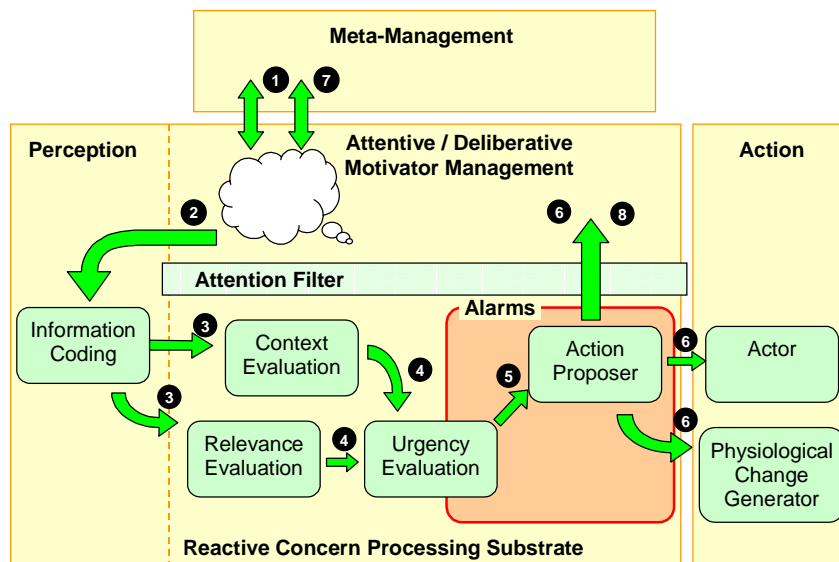 Meta-Management
1 7
Perception
Attentive / Deliberative
Motivator Management
Action
2
6 8
Attention Filter
Alarms
Information
Coding
3
Context
Evaluation
4
Action
Proposer
6
Actor
5
3
Relevance
Evaluation
4
Urgency
Evaluation
6
Physiological
Change
Generator
Reactive Concern Processing Substrate